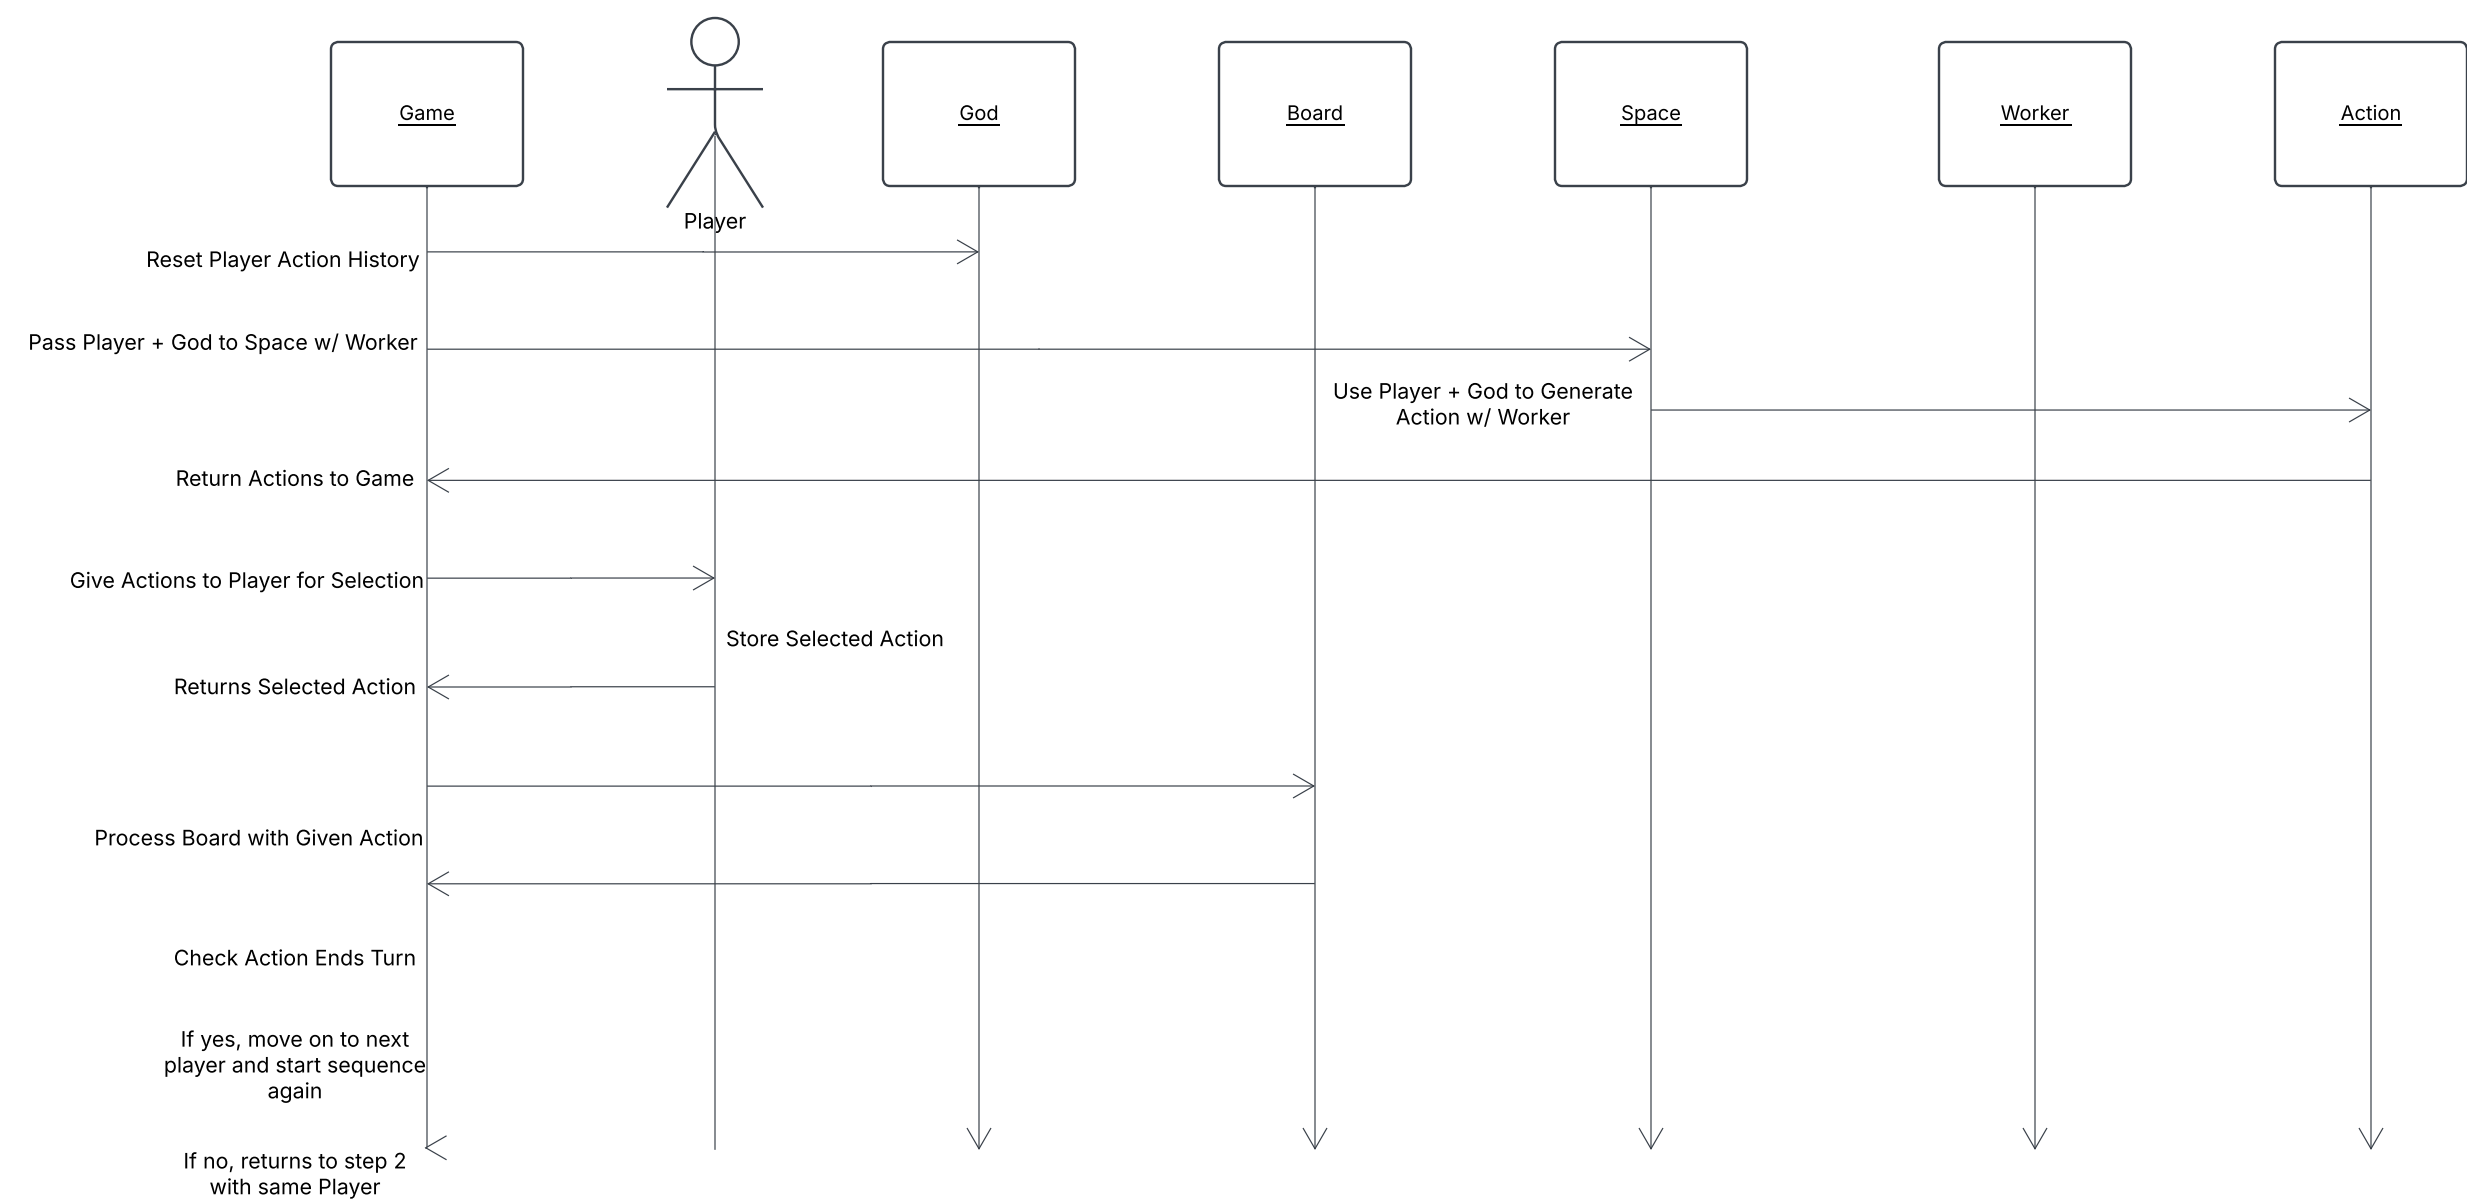 Game
God
Board
Space
Worker
Action
Player
Reset Player Action History
Pass Player + God to Space w/ Worker
Use Player + God to Generate
Action w/ Worker
Return Actions to Game
Give Actions to Player for Selection
Store Selected Action
Returns Selected Action
Process Board with Given Action
Check Action Ends Turn
If yes, move on to next
player and start sequence
again
If no, returns to step 2
with same Player